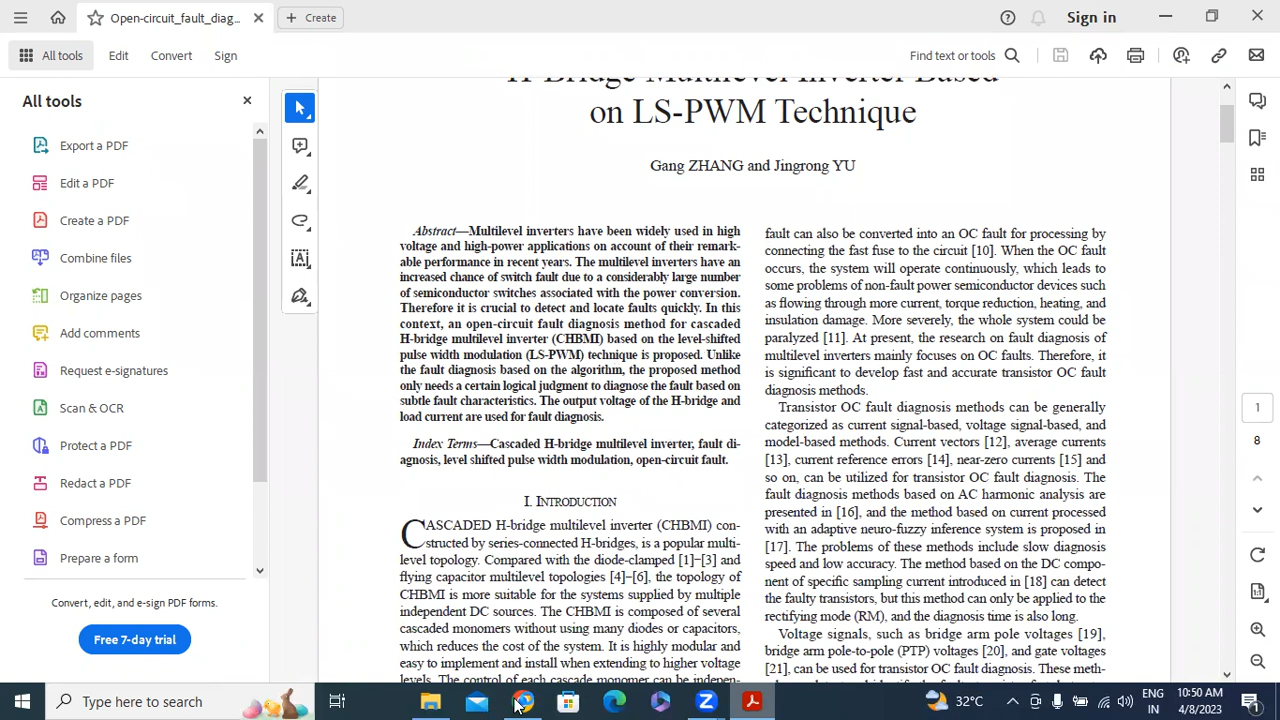 Open-circuit_fault_diag...
Create
Sign in
All tools
Edit
Convert
Sign
Find text or tools
All tools
Export a PDF
Edit a PDF
Create a PDF
Combine files
Organize pages
Add comments
Request e-signatures
Scan & OCR
Protect a PDF
Redact a PDF
Compress a PDF
Prepare a form
Convert, edit, and e-sign PDF forms.
Free 7-day trial
H-Bridge Multilevel Inverter Based
on LS-PWM Technique
Gang ZHANG and Jingrong YU
Abstract—Multilevel inverters have been widely used in high
voltage and high-power applications on account of their remark-
able performance in recent years. The multilevel inverters have an
increased chance of switch fault due to a considerably large number
of semiconductor switches associated with the power conversion.
Therefore it is crucial to detect and locate faults quickly. In this
context, an open-circuit fault diagnosis method for cascaded
H-bridge multilevel inverter (CHBMI) based on the level-shifted
pulse width modulation (LS-PWM) technique is proposed. Unlike
the fault diagnosis based on the algorithm, the proposed method
only needs a certain logical judgment to diagnose the fault based on
subtle fault characteristics. The output voltage of the H-bridge and
load current are used for fault diagnosis.
Index Terms—Cascaded H-bridge multilevel inverter, fault di-
agnosis, level shifted pulse width modulation, open-circuit fault.
I. INTRODUCTION
CASCADED H-bridge multilevel inverter (CHBMI) con-
structed by series-connected H-bridges, is a popular multi-
level topology. Compared with the diode-clamped [1]−[3] and
flying capacitor multilevel topologies [4]−[6], the topology of
CHBMI is more suitable for the systems supplied by multiple
independent DC sources. The CHBMI is composed of several
cascaded monomers without using many diodes or capacitors,
which reduces the cost of the system. It is highly modular and
easy to implement and install when extending to higher voltage
levels. The control of each cascade monomer can be indepen-
fault can also be converted into an OC fault for processing by
connecting the fast fuse to the circuit [10]. When the OC fault
occurs, the system will operate continuously, which leads to
some problems of non-fault power semiconductor devices such
as flowing through more current, torque reduction, heating, and
insulation damage. More severely, the whole system could be
paralyzed [11]. At present, the research on fault diagnosis of
multilevel inverters mainly focuses on OC faults. Therefore, it
is significant to develop fast and accurate transistor OC fault
diagnosis methods.
Transistor OC fault diagnosis methods can be generally
categorized as current signal-based, voltage signal-based, and
model-based methods. Current vectors [12], average currents
[13], current reference errors [14], near-zero currents [15] and
so on, can be utilized for transistor OC fault diagnosis. The
fault diagnosis methods based on AC harmonic analysis are
presented in [16], and the method based on current processed
with an adaptive neuro-fuzzy inference system is proposed in
[17]. The problems of these methods include slow diagnosis
speed and low accuracy. The method based on the DC compo-
nent of specific sampling current introduced in [18] can detect
the faulty transistors, but this method can only be applied to the
rectifying mode (RM), and the diagnosis time is also long.
Voltage signals, such as bridge arm pole voltages [19],
bridge arm pole-to-pole (PTP) voltages [20], and gate voltages
[21], can be used for transistor OC fault diagnosis. These meth-
1
8
Type here to search
32°C
ENG
IN
10:50 AM
4/8/2023
1